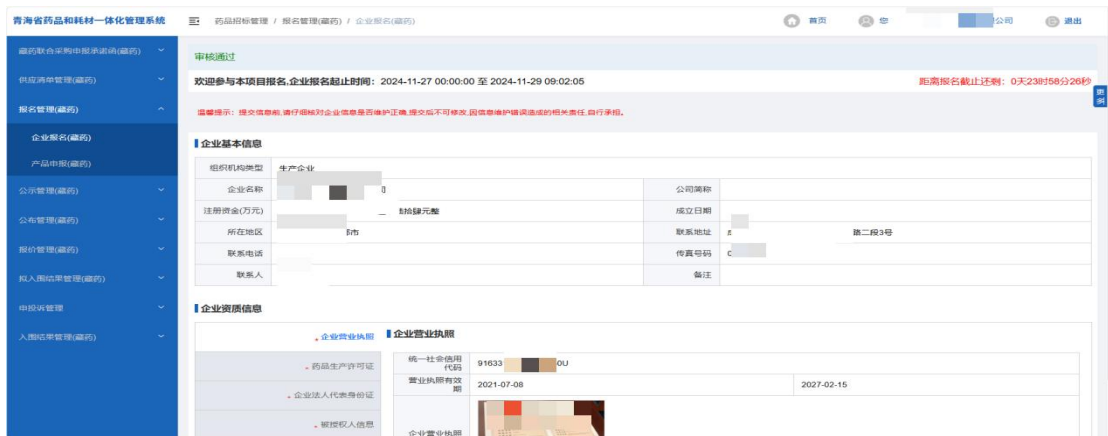 青海省药品和耗材一体化管理系统
药品招标管理 / 报名管理(藏药) / 企业报名(藏药)
首页
您
公司
退出
藏药联合采购申报承诺函(藏药)
供应清单管理(藏药)
报名管理(藏药)
企业报名(藏药)
产品申报(藏药)
公示管理(藏药)
公布管理(藏药)
报价管理(藏药)
拟入围结果管理(藏药)
申投诉管理
入围结果管理(藏药)
审核通过
欢迎参与本项目报名,企业报名起止时间：2024-11-27 00:00:00 至 2024-11-29 09:02:05
距离报名截止还剩：0天23时58分26秒
更多
温馨提示：提交信息前,请仔细核对企业信息是否维护正确,提交后不可修改,因信息维护错误造成的相关责任,自行承担。
企业基本信息
组织机构类型 生产企业
企业名称 司 公司简称
注册资金(万元) 拾肆元整 成立日期
所在地区 市 联系地址 路二段3号
联系电话 传真号码 0
联系人 备注
企业资质信息
企业营业执照
药品生产许可证
企业法人代表身份证
被授权人信息
企业营业执照
统一社会信用代码 91633 0U
营业执照有效期 2021-07-08 2027-02-15
企业营业执照